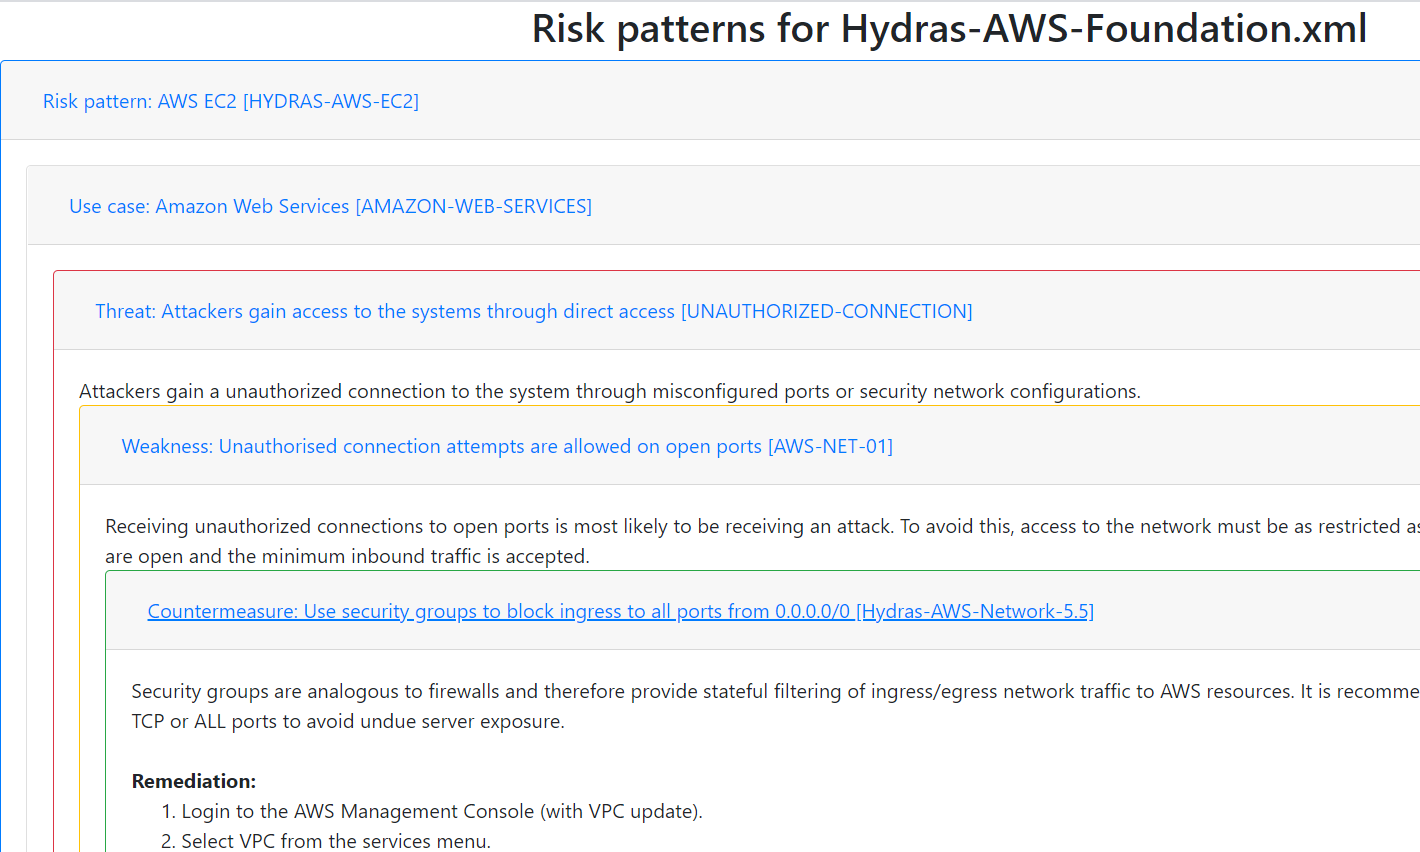 Risk patterns for Hydras-AWS-Foundation.xml
Risk pattern: AWS EC2 [HYDRAS-AWS-EC2]
Use case: Amazon Web Services [AMAZON-WEB-SERVICES]
Threat: Attackers gain access to the systems through direct access [UNAUTHORIZED-CONNECTION]
Attackers gain a unauthorized connection to the system through misconfigured ports or security network configurations.
Weakness: Unauthorised connection attempts are allowed on open ports [AWS-NET-01]
Receiving unauthorized connections to open ports is most likely to be receiving an attack. To avoid this, access to the network must be as restricted as
are open and the minimum inbound traffic is accepted.
Countermeasure: Use security groups to block ingress to all ports from 0.0.0.0/0 [Hydras-AWS-Network-5.5]
Security groups are analogous to firewalls and therefore provide stateful filtering of ingress/egress network traffic to AWS resources. It is recomme
TCP or ALL ports to avoid undue server exposure.
Remediation:
1. Login to the AWS Management Console (with VPC update).
2. Select VPC from the services menu.